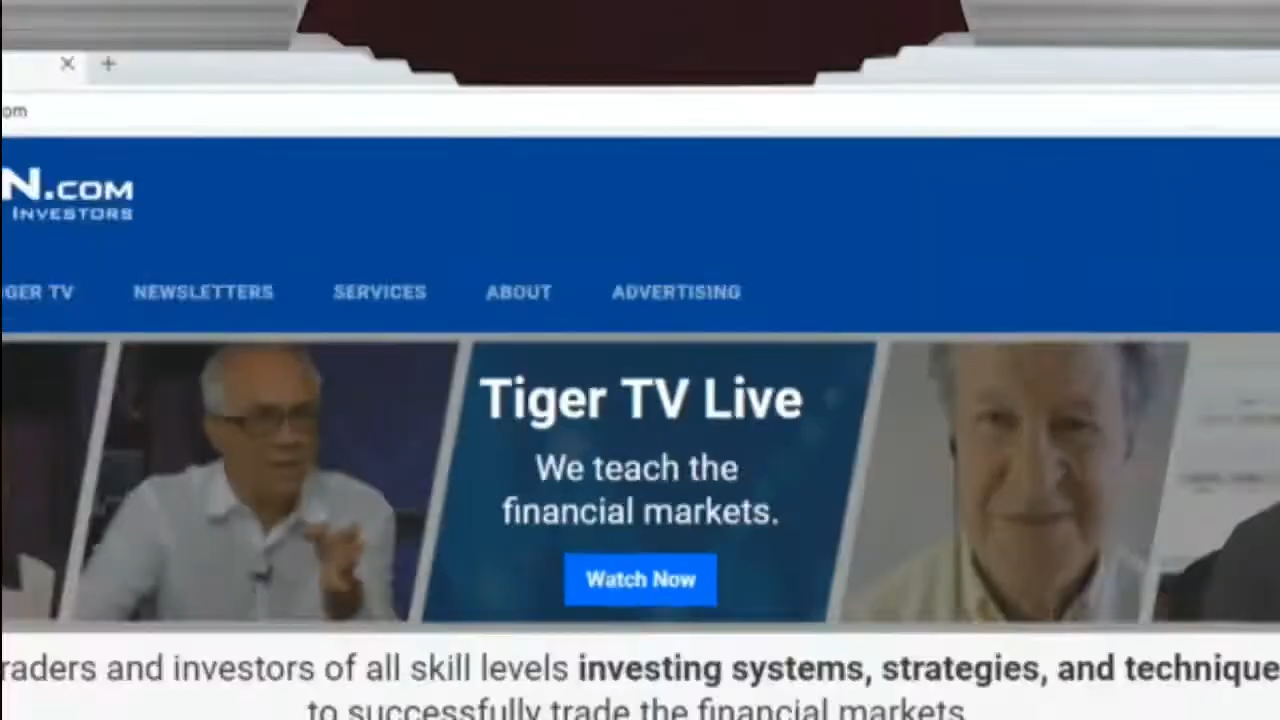 × +
om
N.COM
INVESTORS
GER TV NEWSLETTERS SERVICES ABOUT ADVERTISING
Tiger TV Live
We teach the
financial markets.
Watch Now
raders and investors of all skill levels investing systems, strategies, and technique
to successfully trade the financial markets